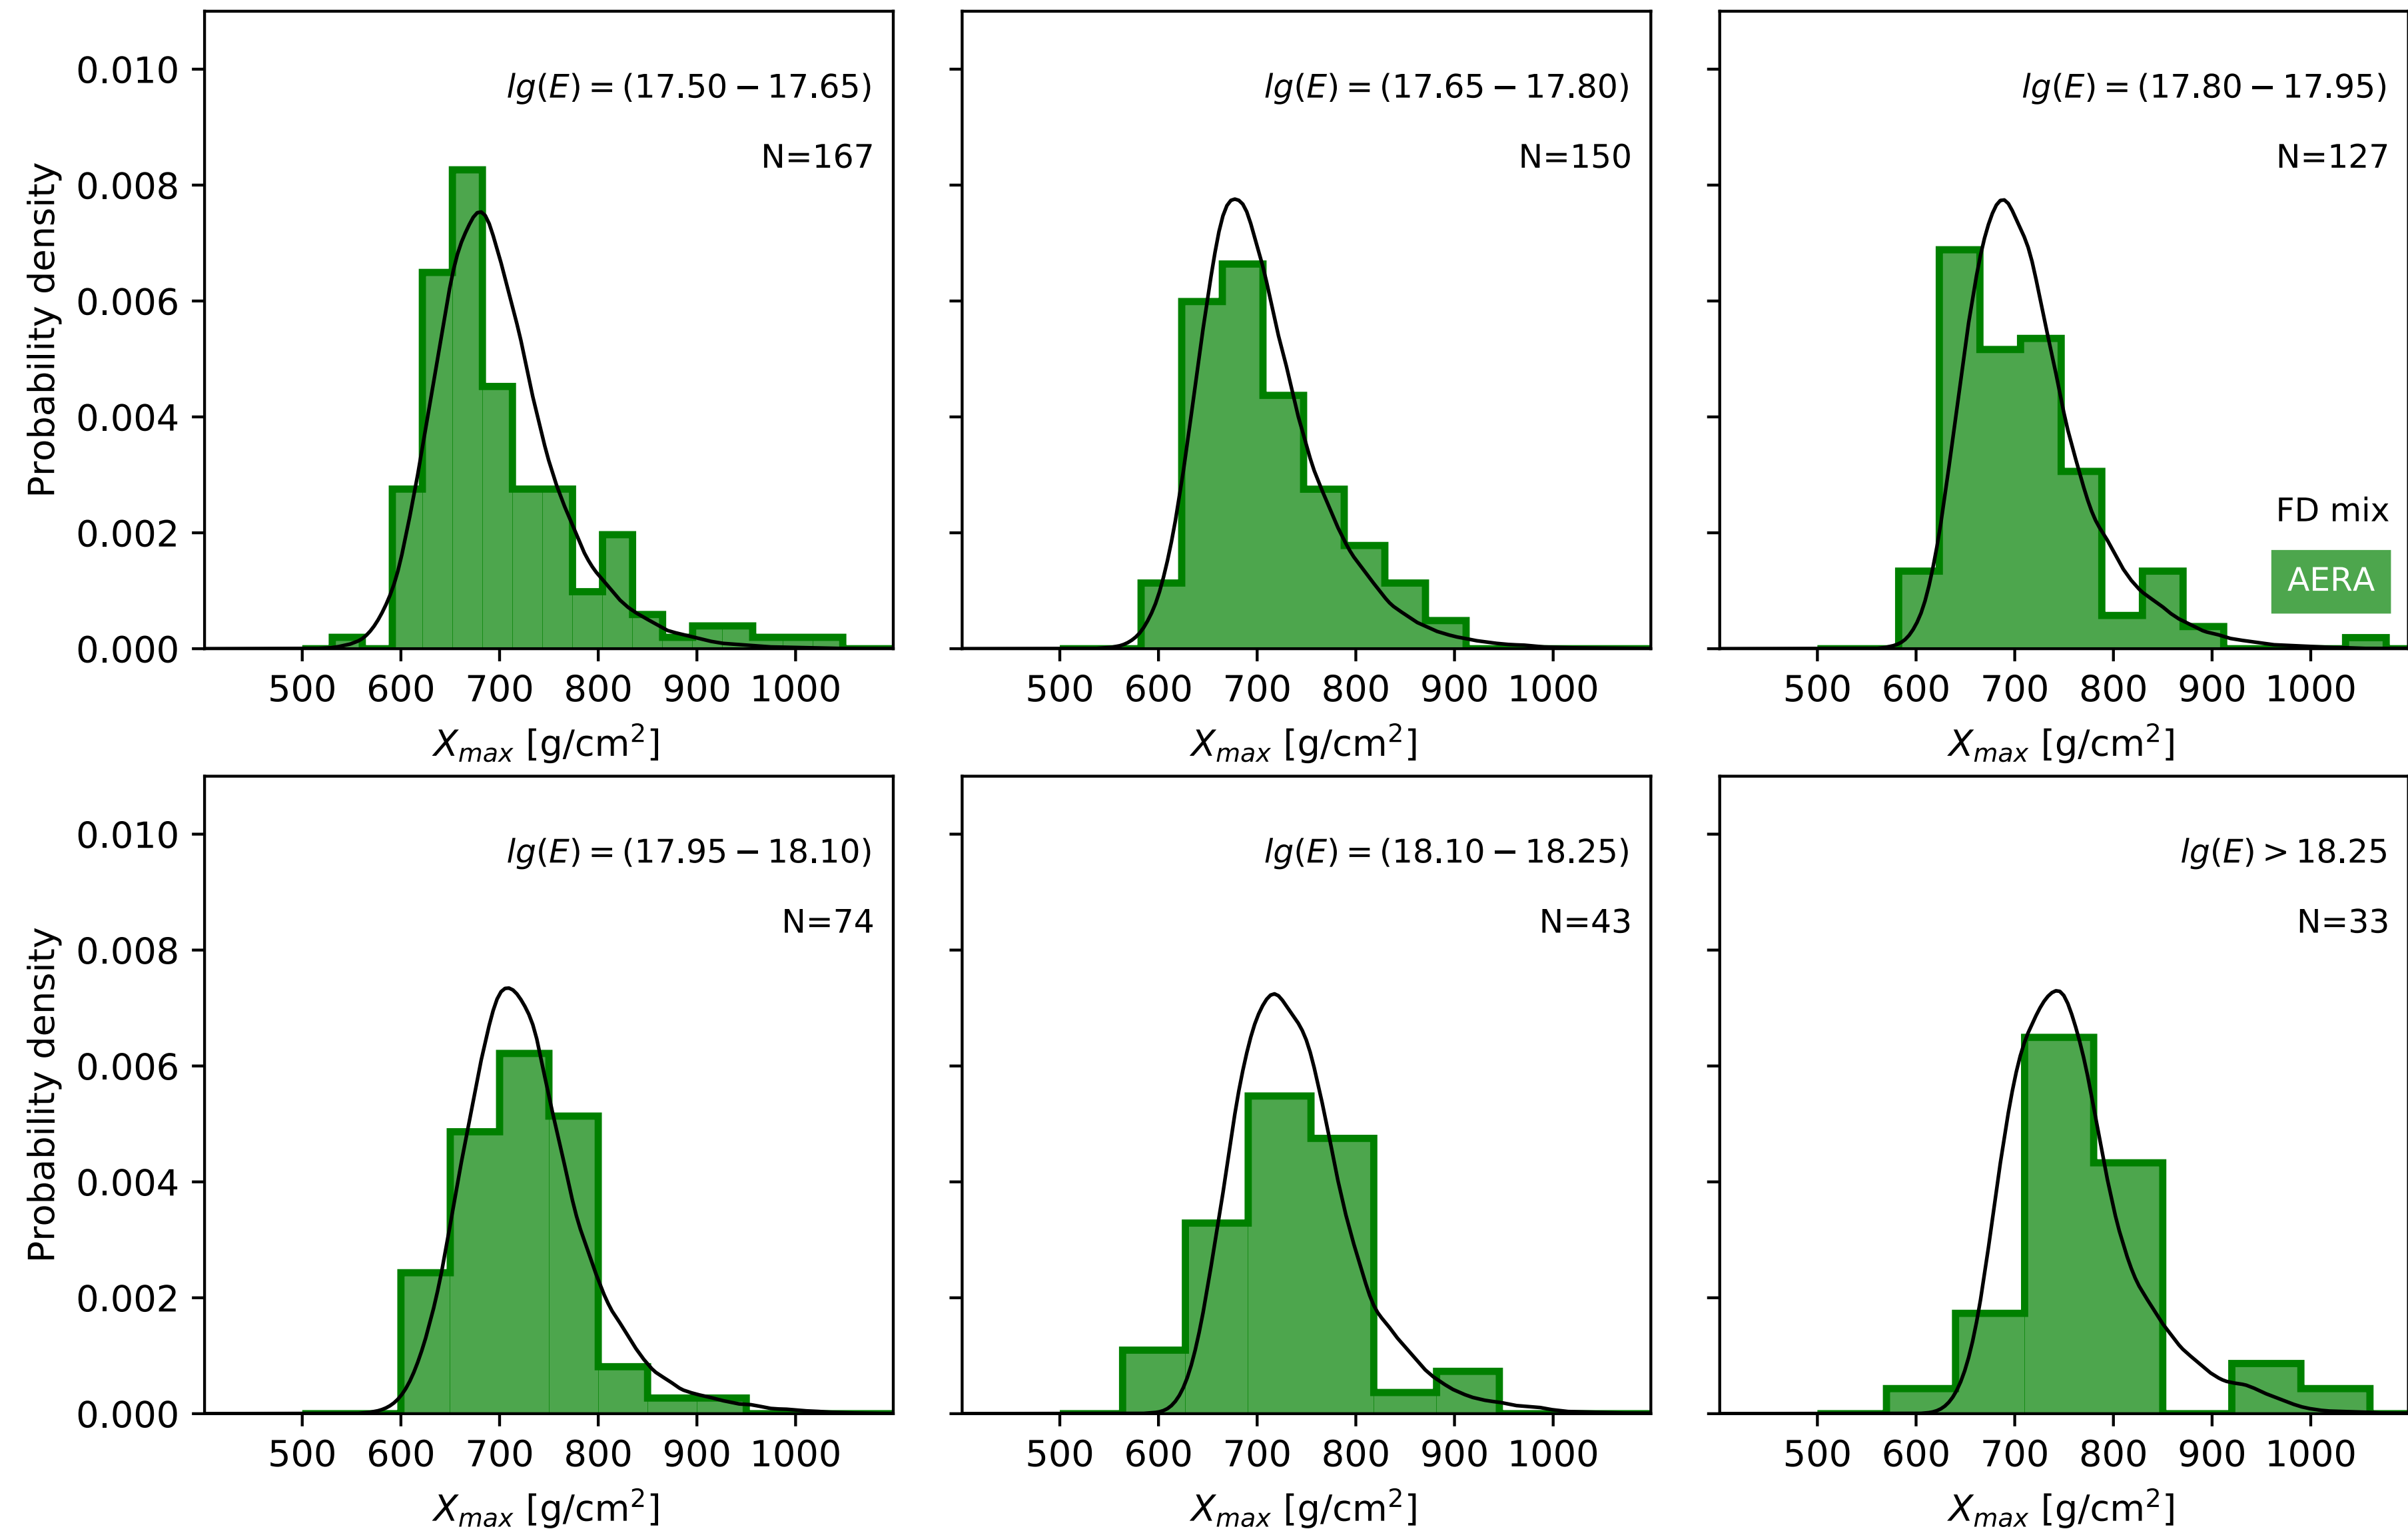 Probability density
0.010
0.008
0.006
0.004
0.002
0.000
lg(E) = (17.50 − 17.65)
N=167
500 600 700 800 900 1000
X_max [g/cm²]
lg(E) = (17.65 − 17.80)
N=150
500 600 700 800 900 1000
X_max [g/cm²]
lg(E) = (17.80 − 17.95)
N=127
FD mix
AERA
500 600 700 800 900 1000
X_max [g/cm²]
Probability density
0.010
0.008
0.006
0.004
0.002
0.000
lg(E) = (17.95 − 18.10)
N=74
500 600 700 800 900 1000
X_max [g/cm²]
lg(E) = (18.10 − 18.25)
N=43
500 600 700 800 900 1000
X_max [g/cm²]
lg(E) > 18.25
N=33
500 600 700 800 900 1000
X_max [g/cm²]